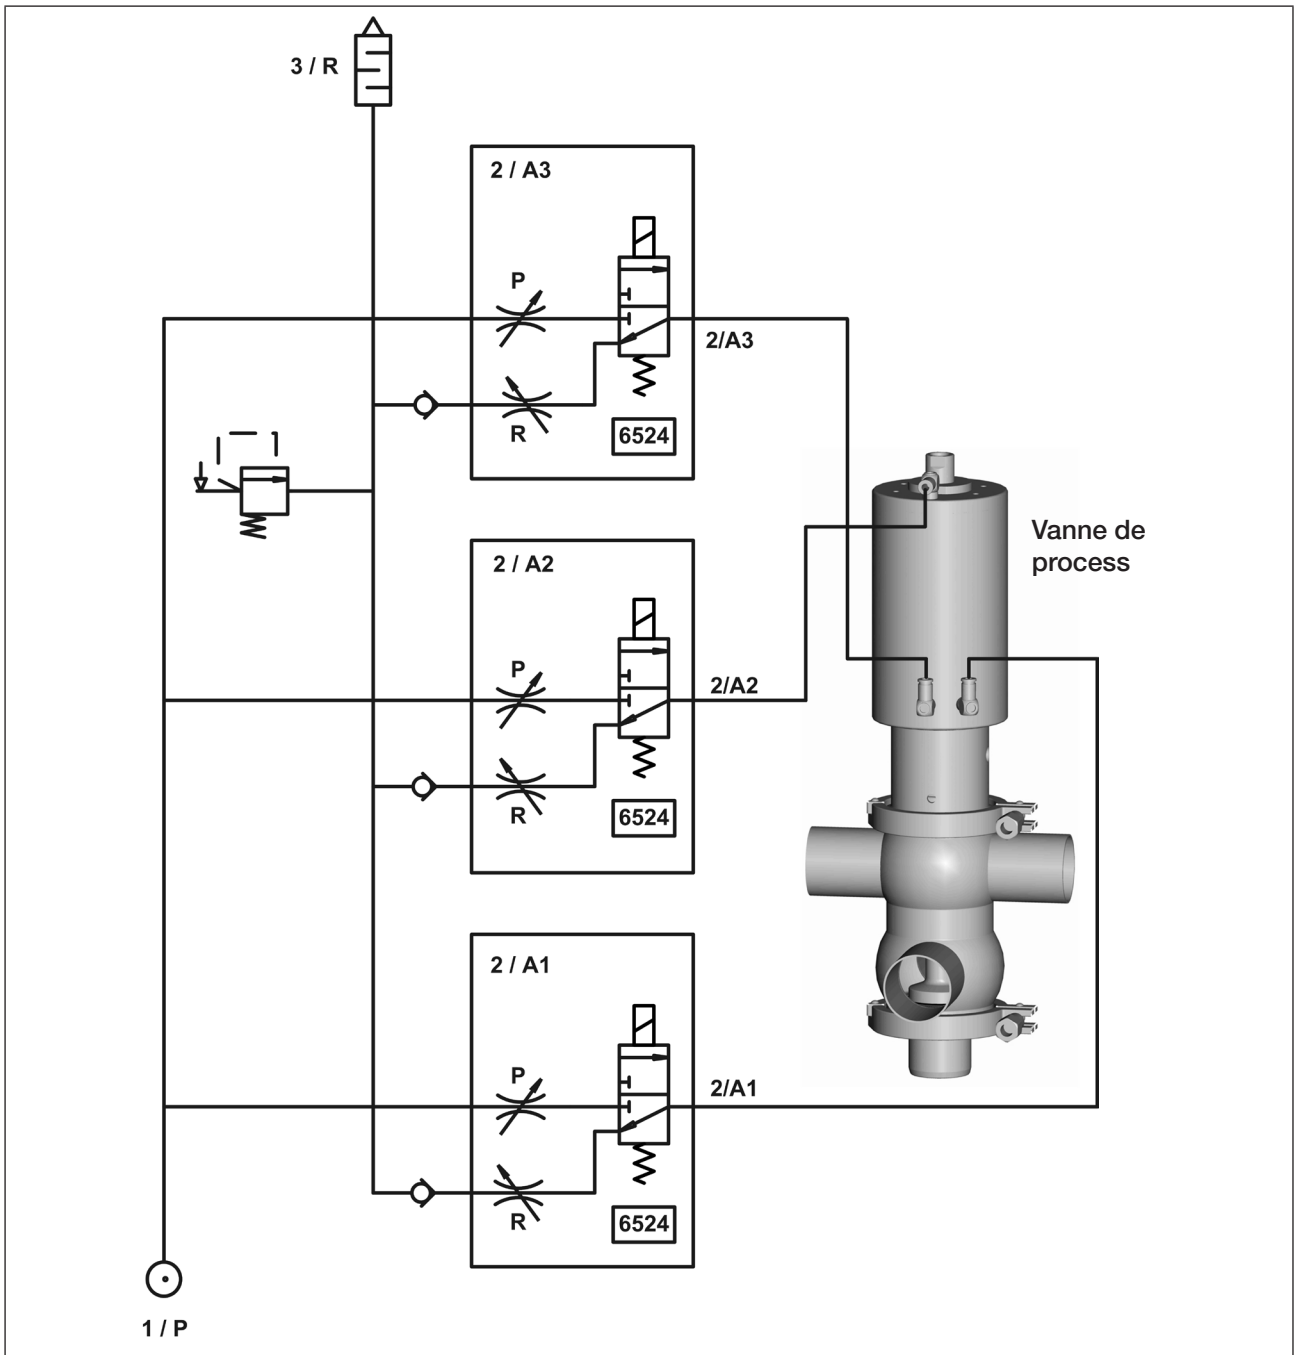 3 / R
2 / A3
P
2/A3
R
6524
Vanne de
process
2 / A2
P
2/A2
R
6524
2 / A1
P
2/A1
R
6524
1 / P